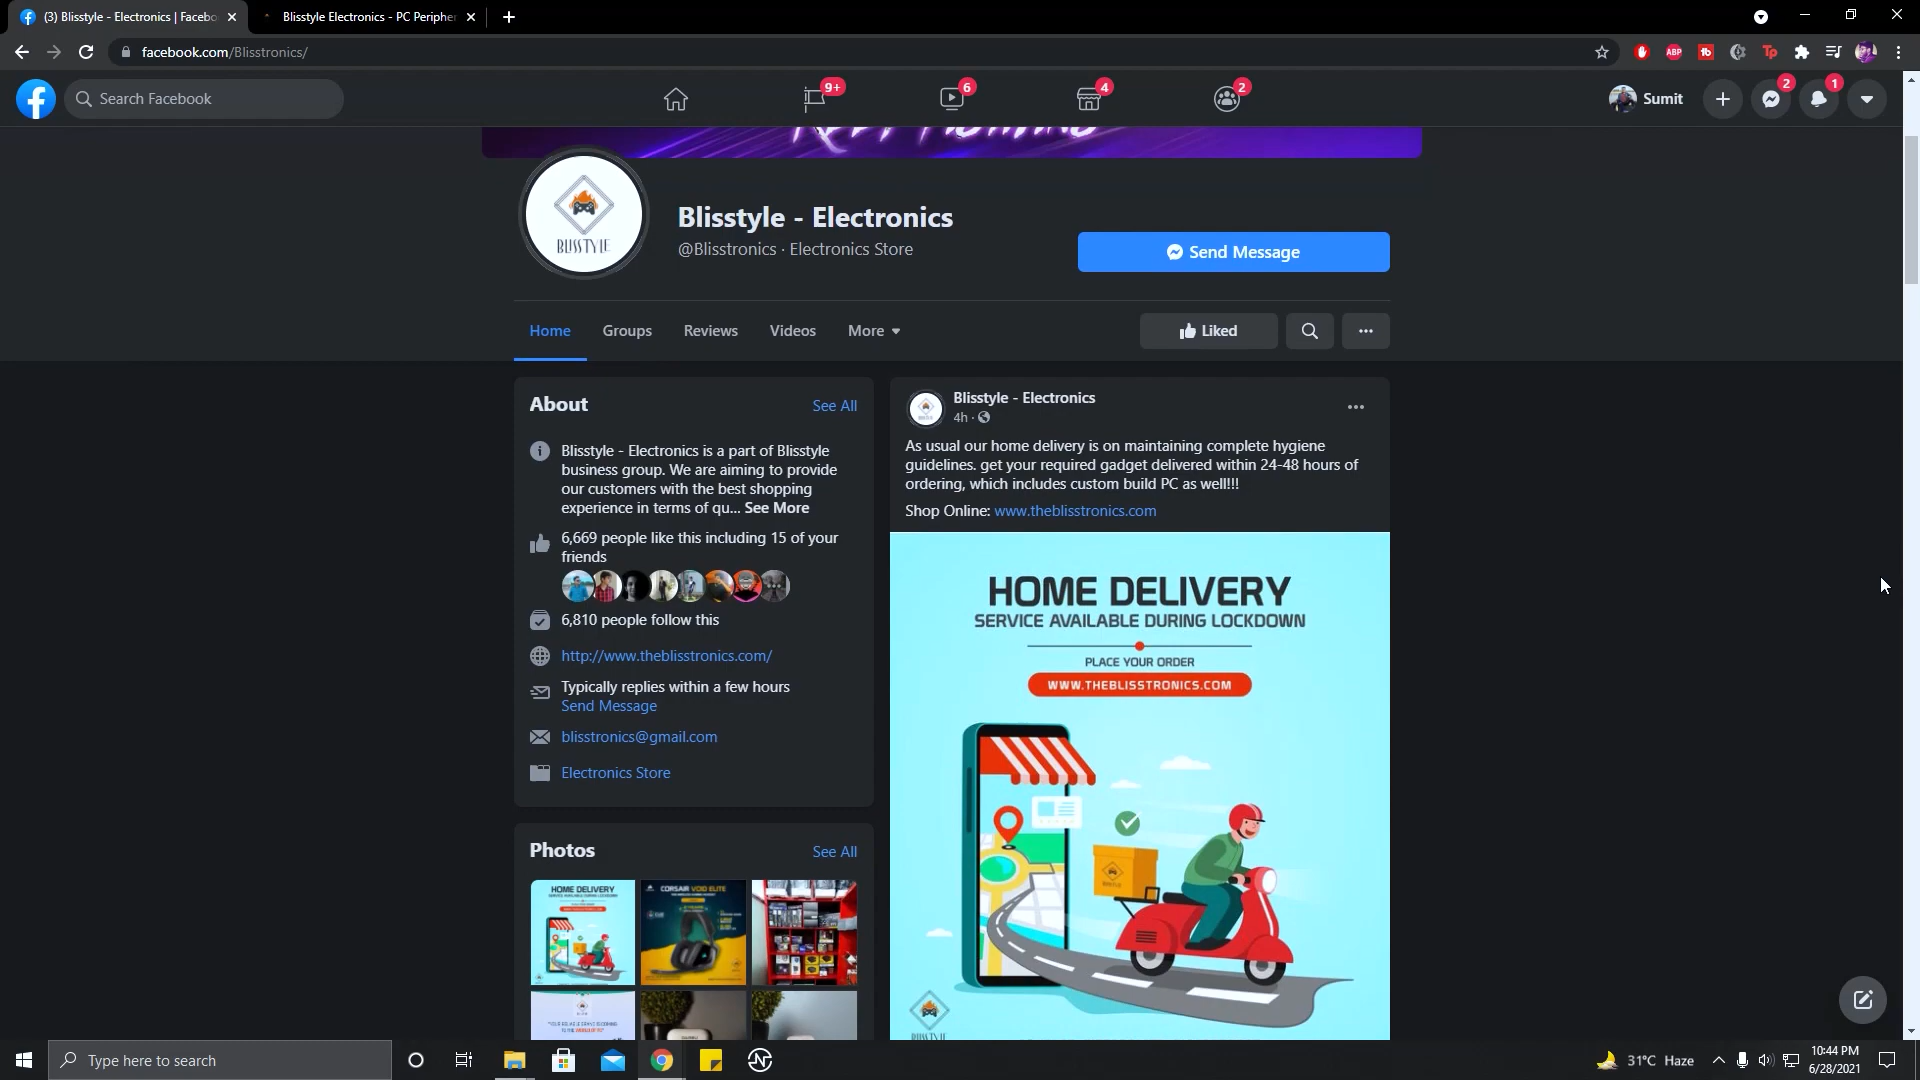 (3) Blisstyle - Electronics | Facebo
Blisstyle Electronics - PC Peripher
facebook.com/Blisstronics/
ABP
Tp
Search Facebook
9+
6
4
2
Sumit
2
1
BLISSTYLE
Blisstyle - Electronics
@Blisstronics · Electronics Store
Send Message
Home
Groups
Reviews
Videos
More
Liked
About
See All
Blisstyle - Electronics is a part of Blisstyle
business group. We are aiming to provide
our customers with the best shopping
experience in terms of qu... See More
6,669 people like this including 15 of your
friends
6,810 people follow this
http://www.theblisstronics.com/
Typically replies within a few hours
Send Message
blisstronics@gmail.com
Electronics Store
Photos
See All
HOME DELIVERY
SERVICE AVAILABLE DURING LOCKDOWN
CORSAIR VOID ELITE
Blisstyle - Electronics
4h ·
As usual our home delivery is on maintaining complete hygiene
guidelines. get your required gadget delivered within 24-48 hours of
ordering, which includes custom build PC as well!!!
Shop Online: www.theblisstronics.com
HOME DELIVERY
SERVICE AVAILABLE DURING LOCKDOWN
PLACE YOUR ORDER
WWW.THEBLISSTRONICS.COM
Type here to search
31°C Haze
10:44 PM
6/28/2021